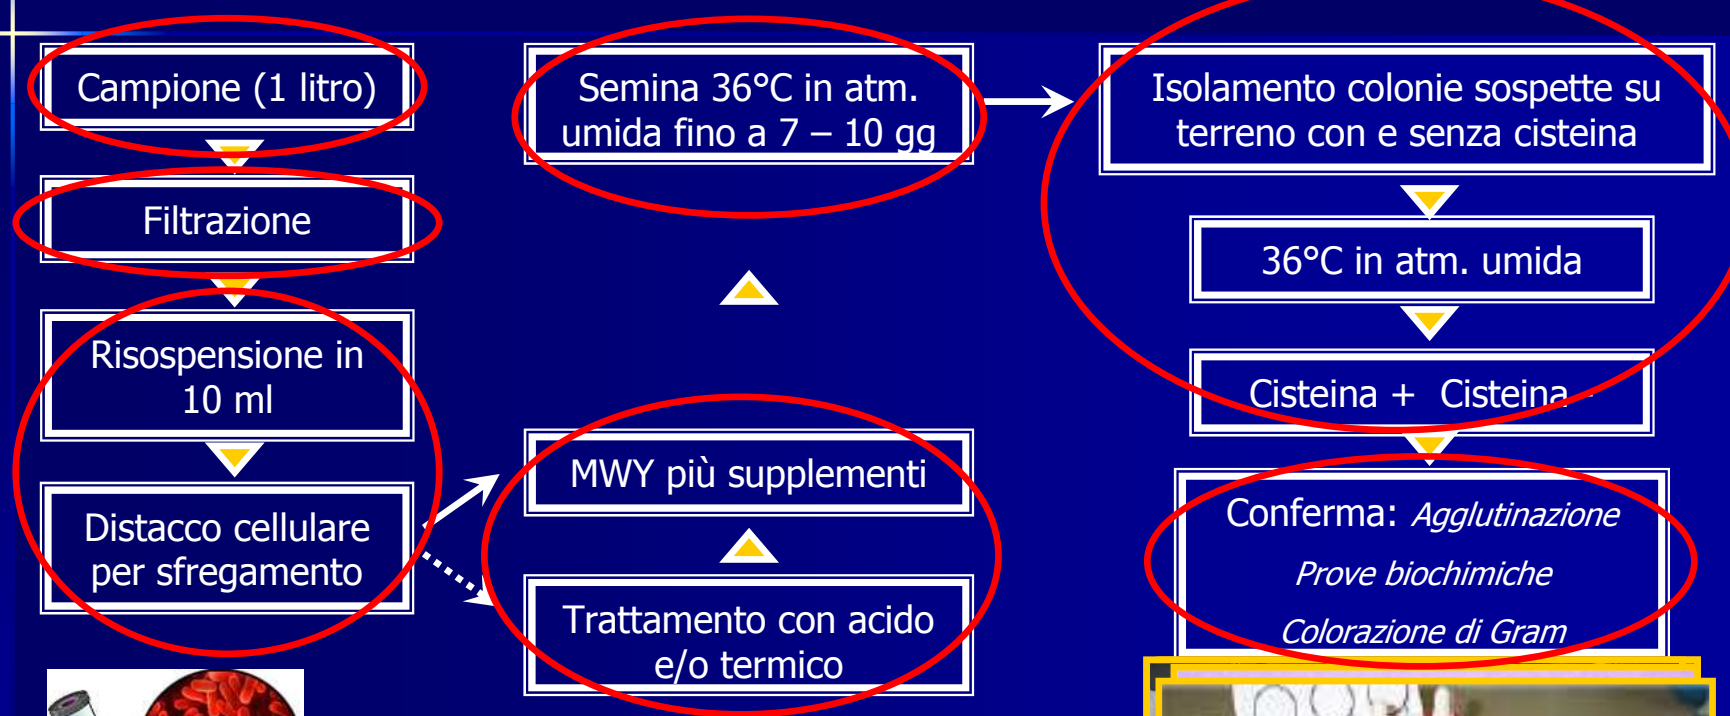 Campione (1 litro)
Filtrazione
Risospensione in
10 ml
Distacco cellulare
per sfregamento
MWY più supplementi
Trattamento con acido
e/o termico
Semina 36°C in atm.
umida fino a 7 – 10 gg
Isolamento colonie sospette su
terreno con e senza cisteina
36°C in atm. umida
Cisteina + Cisteina -
Conferma: Agglutinazione
Prove biochimiche
Colorazione di Gram